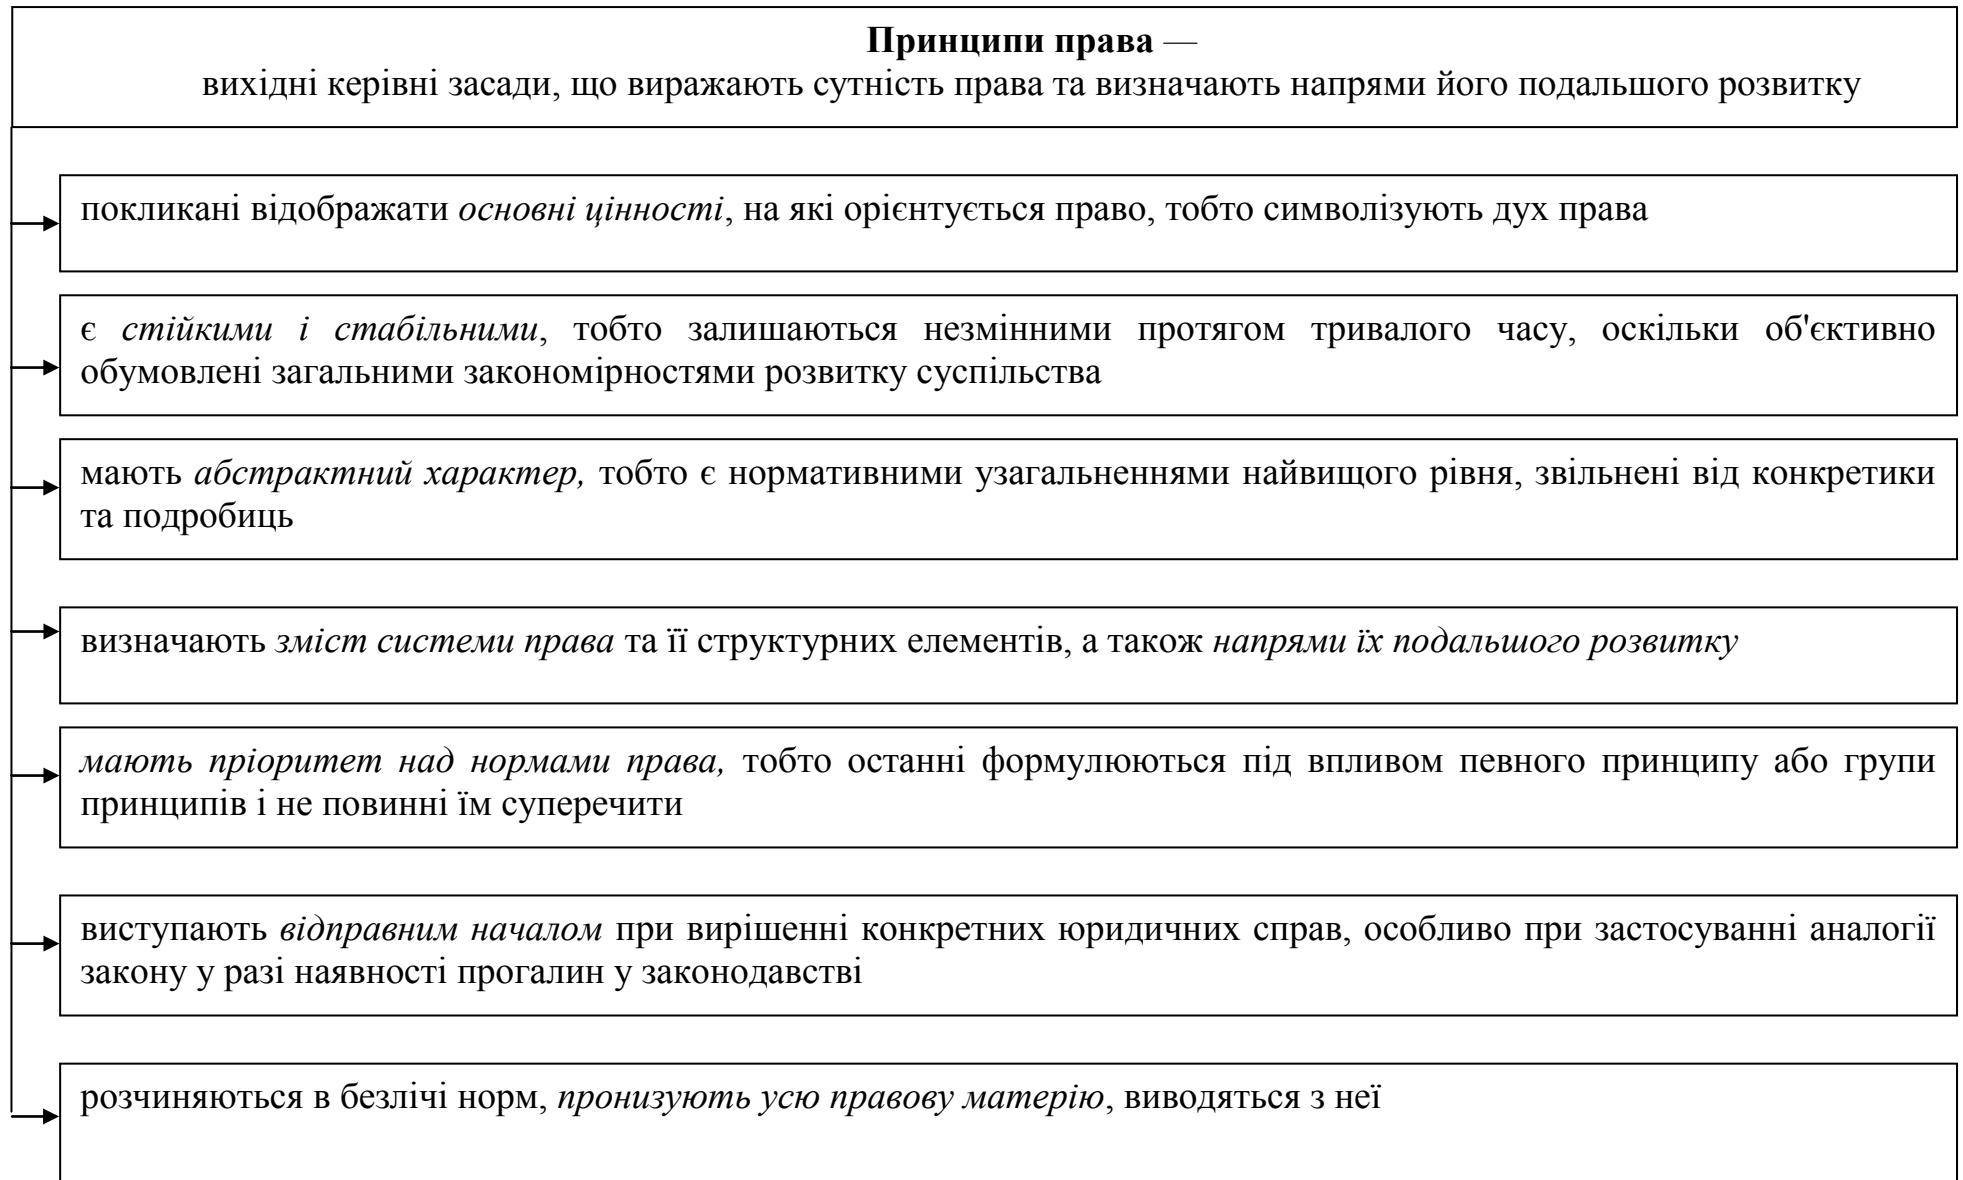 Принципи права —
вихідні керівні засади, що виражають сутність права та визначають напрями його подальшого розвитку
покликані відображати основні цінності, на які орієнтується право, тобто символізують дух права
є стійкими і стабільними, тобто залишаються незмінними протягом тривалого часу, оскільки об'єктивно
обумовлені загальними закономірностями розвитку суспільства
мають абстрактний характер, тобто є нормативними узагальненнями найвищого рівня, звільнені від конкретики
та подробиць
визначають зміст системи права та її структурних елементів, а також напрями їх подальшого розвитку
мають пріоритет над нормами права, тобто останні формулюються під впливом певного принципу або групи
принципів і не повинні їм суперечити
виступають відправним началом при вирішенні конкретних юридичних справ, особливо при застосуванні аналогії
закону у разі наявності прогалин у законодавстві
розчиняються в безлічі норм, пронизують усю правову матерію, виводяться з неї